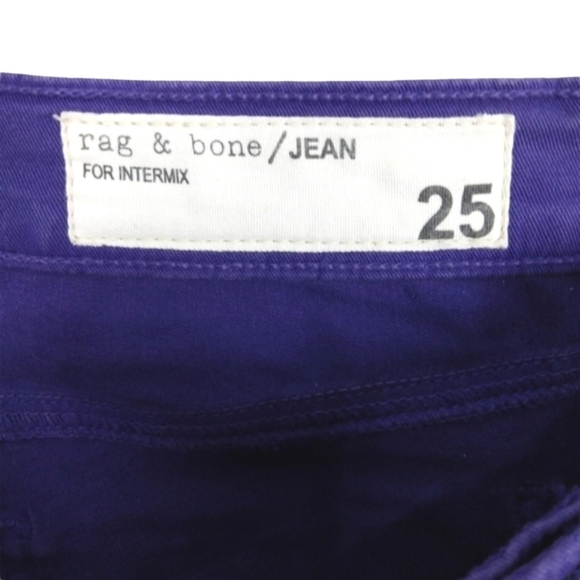 rag & bone/JEAN
FOR INTERMIX
25